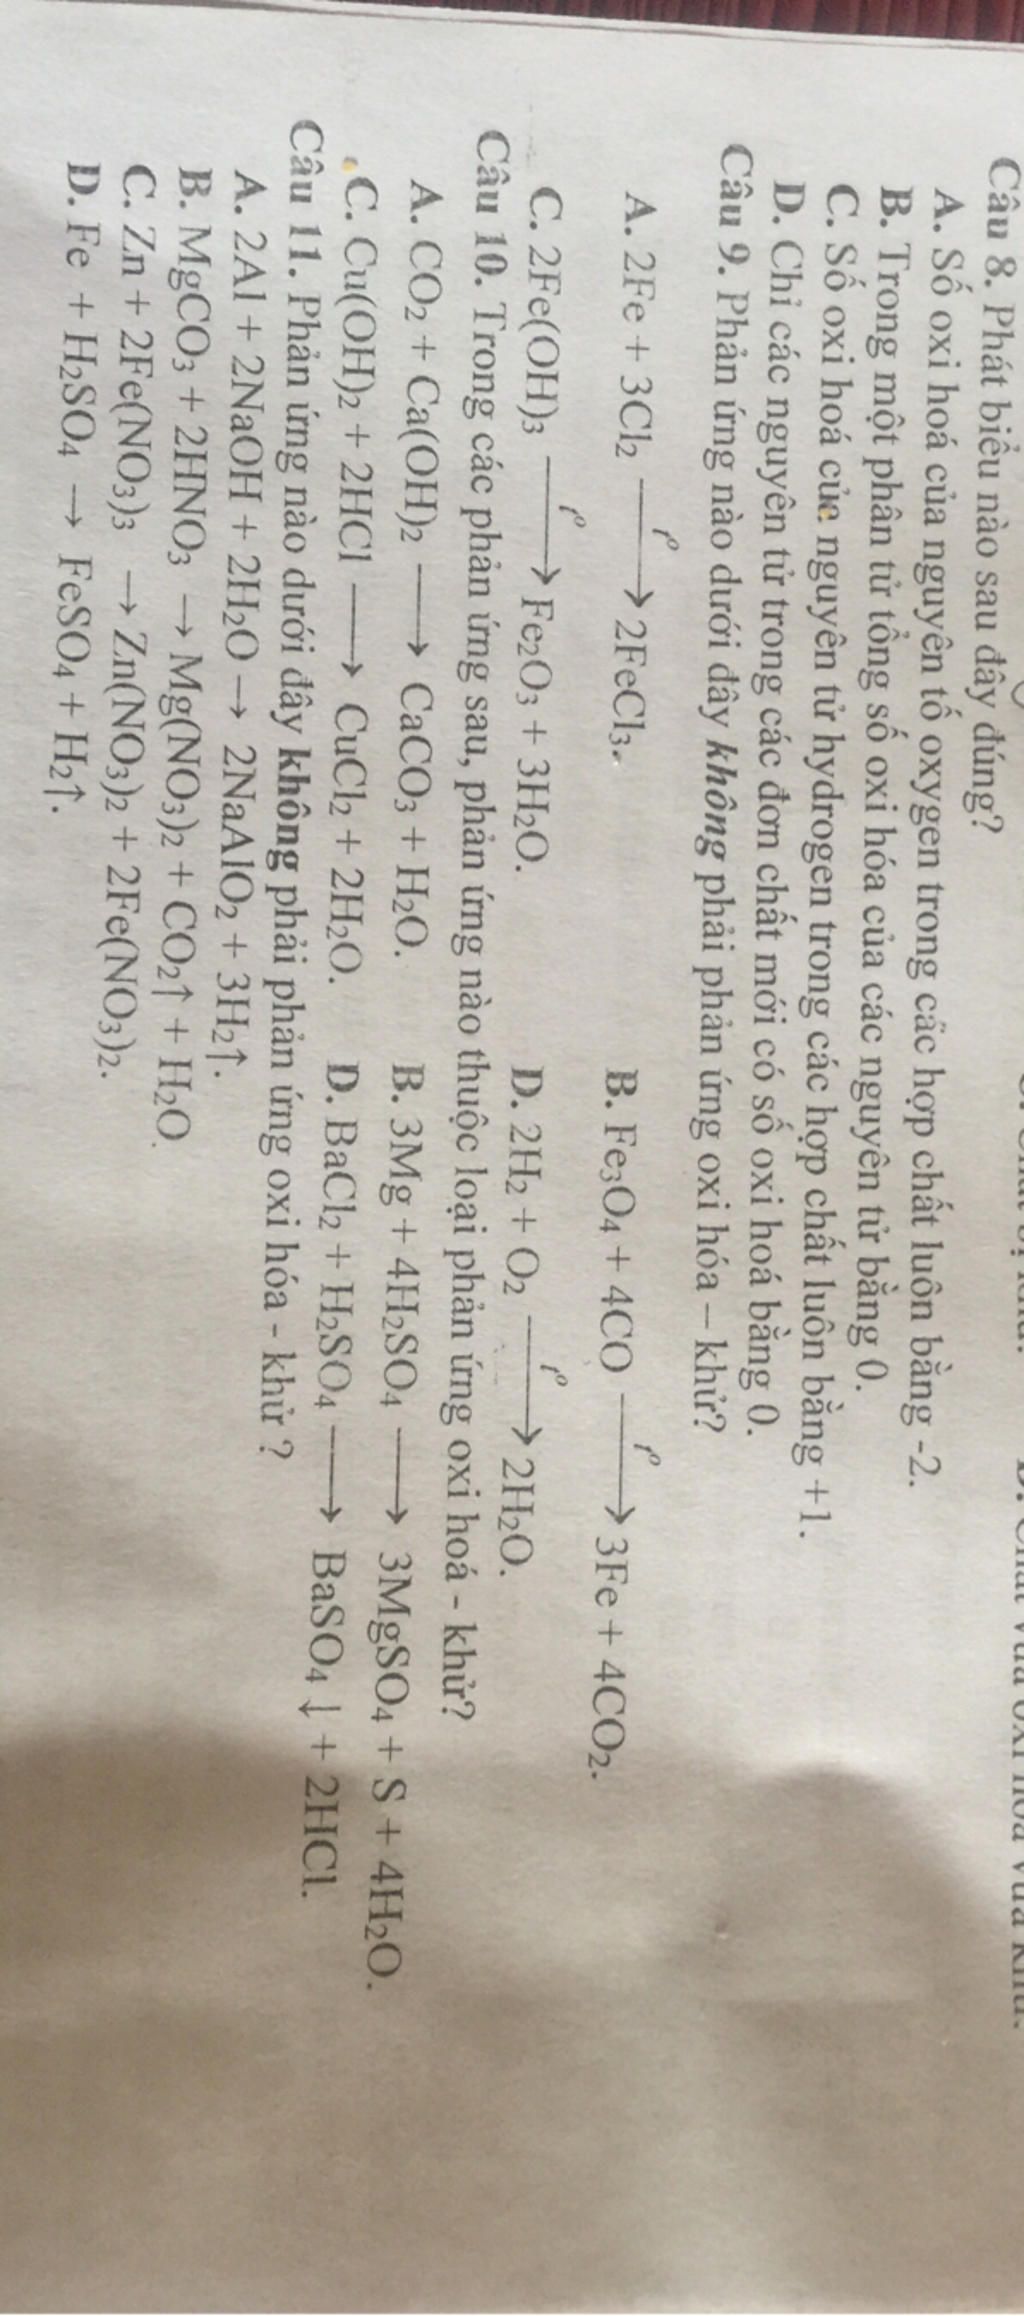 Câu 8. Phát biểu nào sau đây đúng?
A. Số oxi hoá của nguyên tố oxygen trong các hợp chất luôn bằng -2.
B. Trong một phân tử tổng số oxi hóa của các nguyên tử bằng 0.
C. Số oxi hoá của nguyên tử hydrogen trong các hợp chất luôn bằng +1.
D. Chỉ các nguyên tử trong các đơn chất mới có số oxi hoá bằng 0.
Câu 9. Phản ứng nào dưới đây không phải phản ứng oxi hóa – khử?
A. 2Fe + 3Cl₂ —tº→ 2FeCl₃. B. Fe₃O₄ + 4CO —tº→ 3Fe + 4CO₂.
C. 2Fe(OH)₃ —tº→ Fe₂O₃ + 3H₂O. D. 2H₂ + O₂ —tº→ 2H₂O.
Câu 10. Trong các phản ứng sau, phản ứng nào thuộc loại phản ứng oxi hoá - khử?
A. CO₂ + Ca(OH)₂ ⟶ CaCO₃ + H₂O. B. 3Mg + 4H₂SO₄ ⟶ 3MgSO₄ + S + 4H₂O.
C. Cu(OH)₂ + 2HCl ⟶ CuCl₂ + 2H₂O. D. BaCl₂ + H₂SO₄ ⟶ BaSO₄ ↓ + 2HCl.
Câu 11. Phản ứng nào dưới đây không phải phản ứng oxi hóa - khử ?
A. 2Al + 2NaOH + 2H₂O → 2NaAlO₂ + 3H₂↑.
B. MgCO₃ + 2HNO₃ → Mg(NO₃)₂ + CO₂↑ + H₂O.
C. Zn + 2Fe(NO₃)₃ → Zn(NO₃)₂ + 2Fe(NO₃)₂.
D. Fe + H₂SO₄ → FeSO₄ + H₂↑.